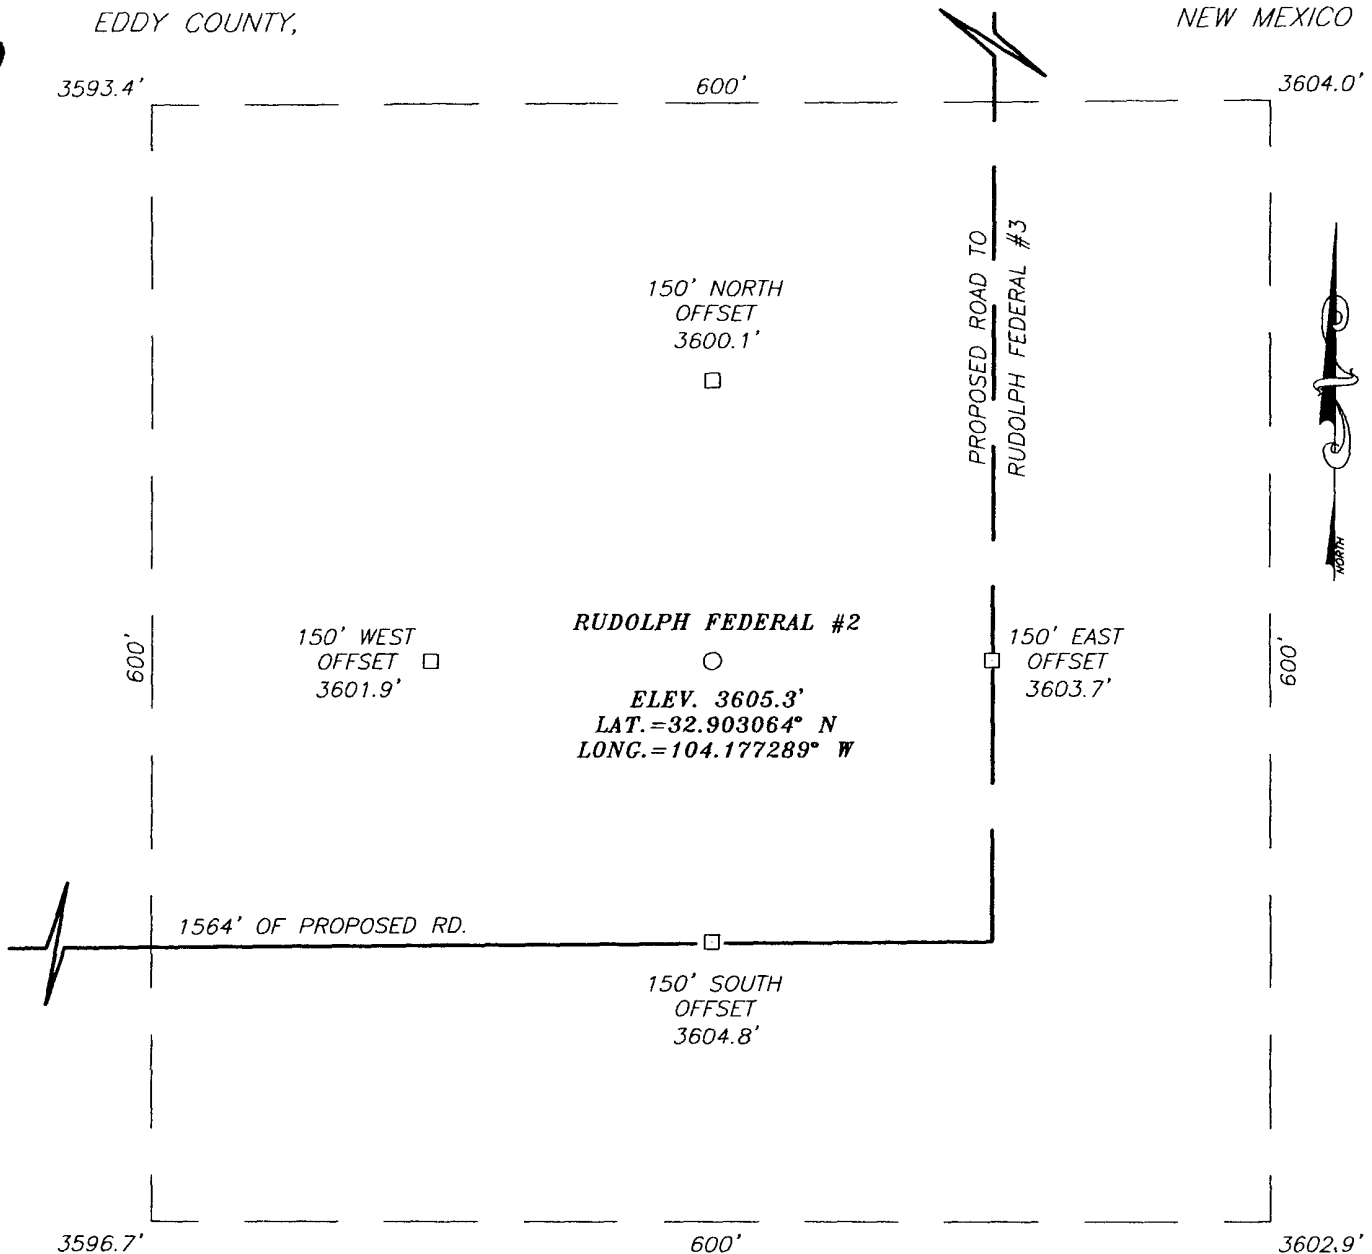 EDDY COUNTY,
NEW MEXICO
3593.4'
600'
3604.0'
PROPOSED ROAD TO
RUDOLPH FEDERAL #3
150' NORTH
OFFSET
3600.1'
NORTH
600'
150' WEST
OFFSET
3601.9'
RUDOLPH FEDERAL #2
ELEV. 3605.3'
LAT.=32.903064° N
LONG.=104.177289° W
150' EAST
OFFSET
3603.7'
600'
1564' OF PROPOSED RD.
150' SOUTH
OFFSET
3604.8'
3596.7'
600'
3602.9'